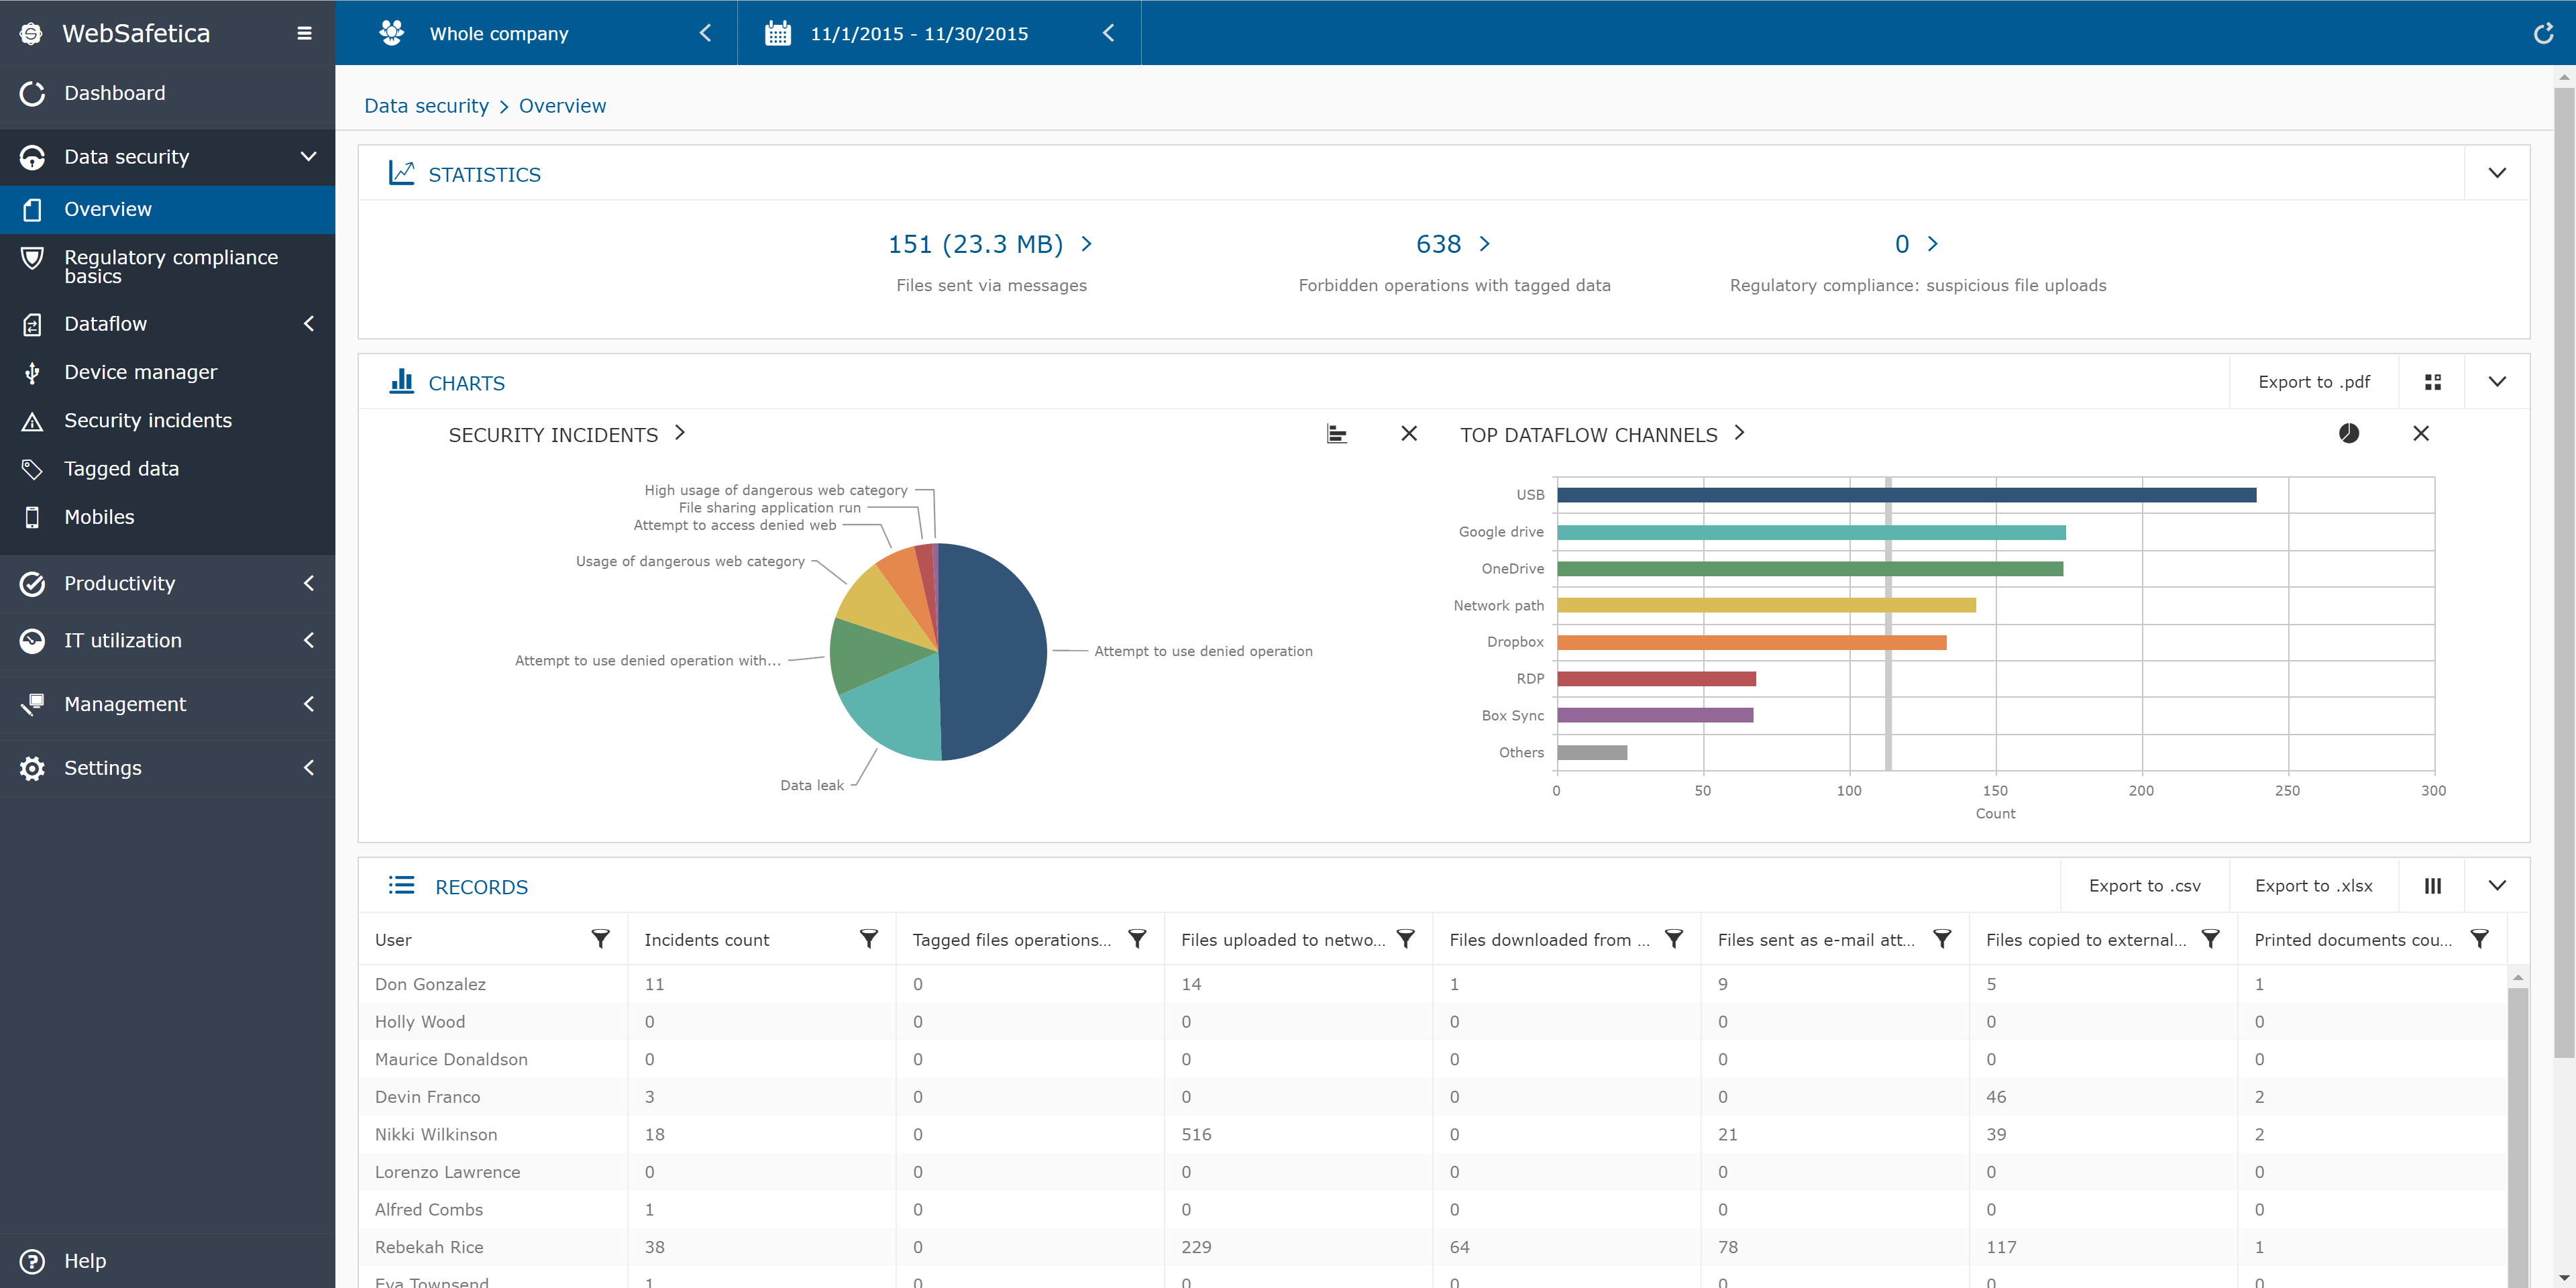 WebSafetica
Whole company
11/1/2015 - 11/30/2015
Dashboard
Data security
Overview
Regulatory compliance
basics
Dataflow
Device manager
Security incidents
Tagged data
Mobiles
Productivity
IT utilization
Management
Settings
Help
Data security > Overview
STATISTICS
151 (23.3 MB) >
Files sent via messages
638 >
Forbidden operations with tagged data
0 >
Regulatory compliance: suspicious file uploads
CHARTS
Export to .pdf
SECURITY INCIDENTS >
High usage of dangerous web category
File sharing application run
Attempt to access denied web
Usage of dangerous web category
Attempt to use denied operation with...
Attempt to use denied operation
Data leak
TOP DATAFLOW CHANNELS >
USB
Google drive
OneDrive
Network path
Dropbox
RDP
Box Sync
Others
0 50 100 150 200 250 300
Count
RECORDS
Export to .csv
Export to .xlsx
User Incidents count Tagged files operations... Files uploaded to netwo... Files downloaded from ... Files sent as e-mail att... Files copied to external... Printed documents cou...
Don Gonzalez 11 0 14 1 9 5 1
Holly Wood 0 0 0 0 0 0 0
Maurice Donaldson 0 0 0 0 0 0 0
Devin Franco 3 0 0 0 0 46 2
Nikki Wilkinson 18 0 516 0 21 39 2
Lorenzo Lawrence 0 0 0 0 0 0 0
Alfred Combs 1 0 0 0 0 0 0
Rebekah Rice 38 0 229 64 78 117 1
Eva Townsend 1 0 0 0 0 0 0